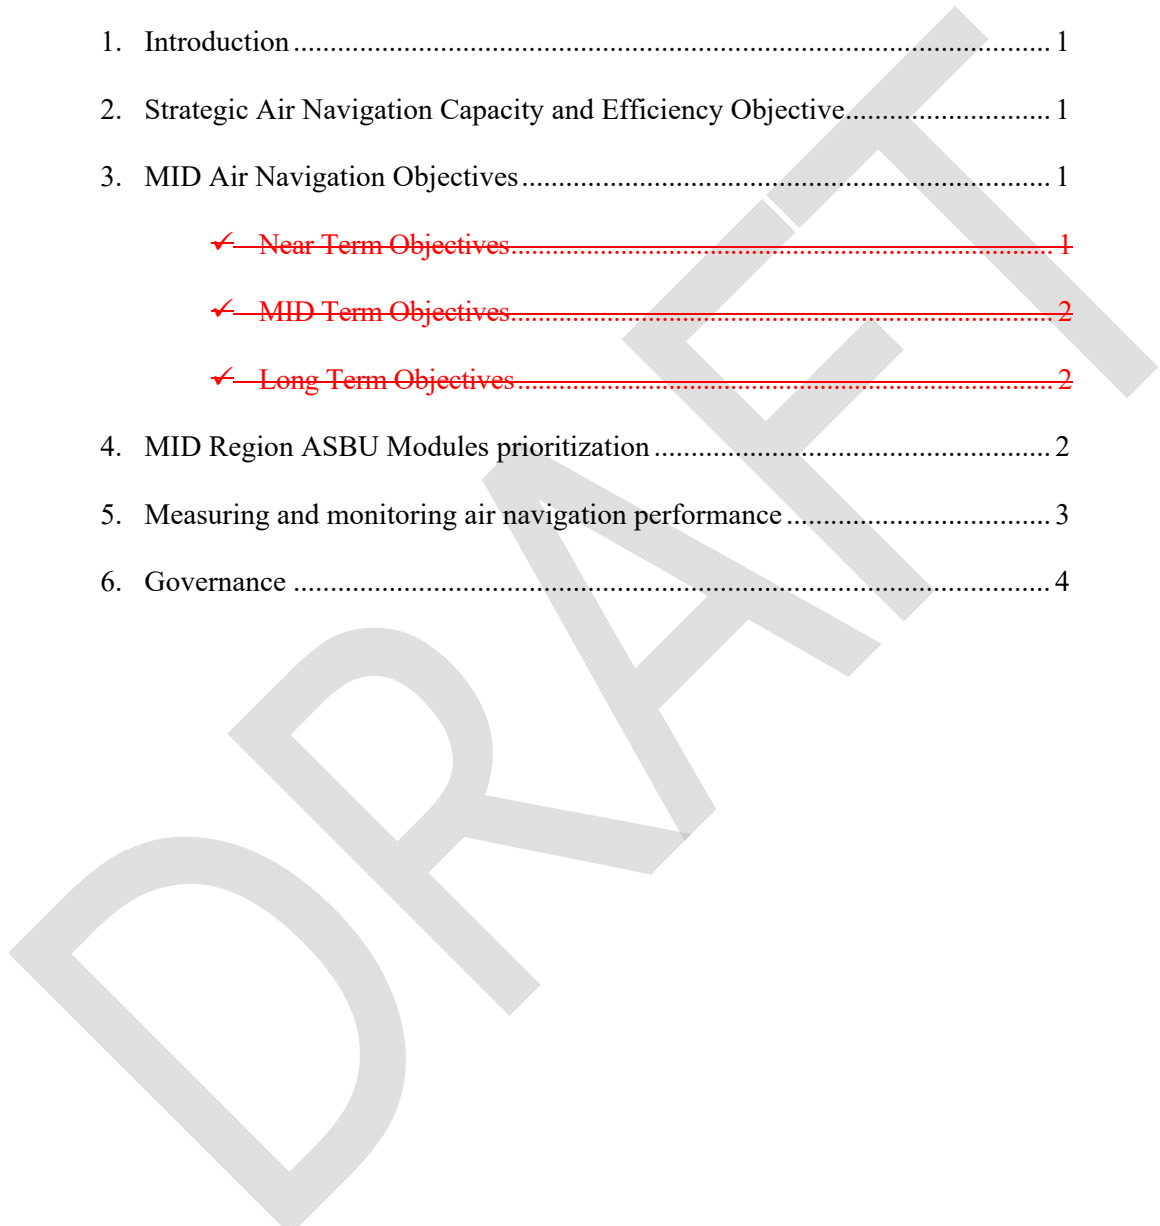 1. Introduction 1
2. Strategic Air Navigation Capacity and Efficiency Objective 1
3. MID Air Navigation Objectives 1
✓ Near Term Objectives 1
✓ MID Term Objectives 2
✓ Long Term Objectives 2
4. MID Region ASBU Modules prioritization 2
5. Measuring and monitoring air navigation performance 3
6. Governance 4
DRAFT